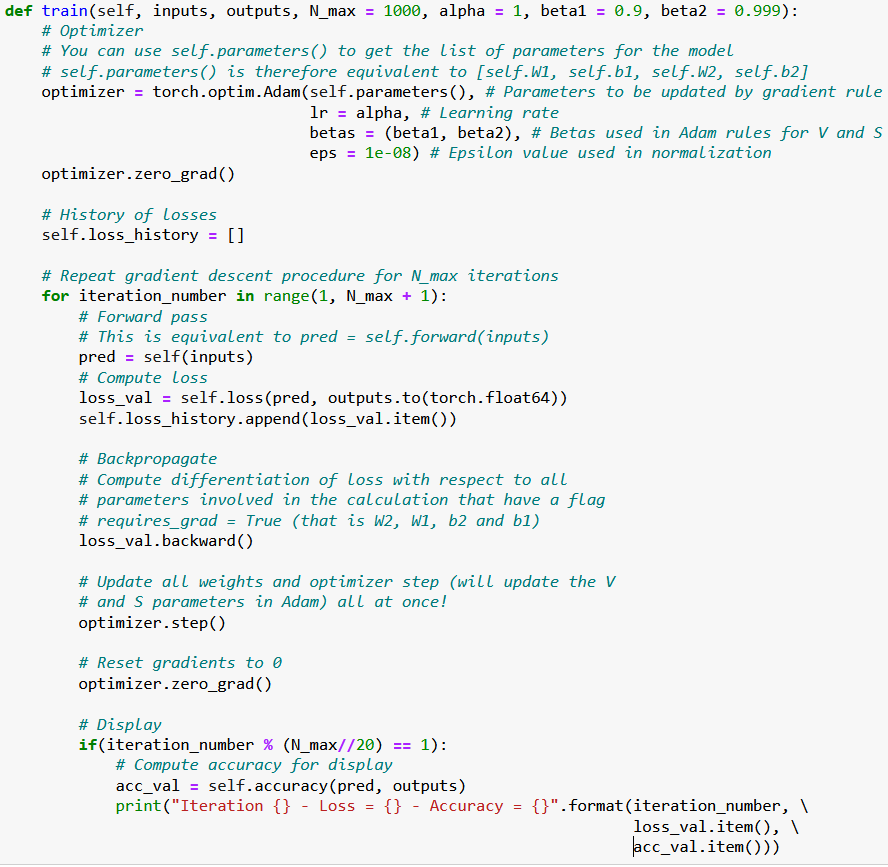 def train(self, inputs, outputs, N_max = 1000, alpha = 1, beta1 = 0.9, beta2 = 0.999):
    # Optimizer
    # You can use self.parameters() to get the list of parameters for the model
    # self.parameters() is therefore equivalent to [self.W1, self.b1, self.W2, self.b2]
    optimizer = torch.optim.Adam(self.parameters(), # Parameters to be updated by gradient rule
                                 lr = alpha, # Learning rate
                                 betas = (beta1, beta2), # Betas used in Adam rules for V and S
                                 eps = 1e-08) # Epsilon value used in normalization
    optimizer.zero_grad()

    # History of losses
    self.loss_history = []

    # Repeat gradient descent procedure for N_max iterations
    for iteration_number in range(1, N_max + 1):
        # Forward pass
        # This is equivalent to pred = self.forward(inputs)
        pred = self(inputs)
        # Compute loss
        loss_val = self.loss(pred, outputs.to(torch.float64))
        self.loss_history.append(loss_val.item())

        # Backpropagate
        # Compute differentiation of loss with respect to all
        # parameters involved in the calculation that have a flag
        # requires_grad = True (that is W2, W1, b2 and b1)
        loss_val.backward()

        # Update all weights and optimizer step (will update the V
        # and S parameters in Adam) all at once!
        optimizer.step()

        # Reset gradients to 0
        optimizer.zero_grad()

        # Display
        if(iteration_number % (N_max//20) == 1):
            # Compute accuracy for display
            acc_val = self.accuracy(pred, outputs)
            print("Iteration {} - Loss = {} - Accuracy = {}".format(iteration_number, \
                                                                    loss_val.item(), \
                                                                    acc_val.item()))